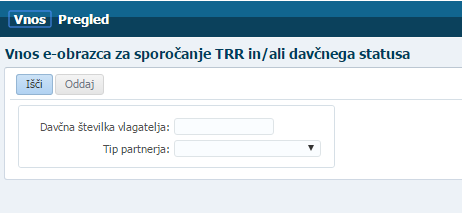 Vnos Pregled
Vnos e-obrazca za sporočanje TRR in/ali davčnega statusa
Išči Oddaj
Davčna številka vlagatelja:
Tip partnerja: